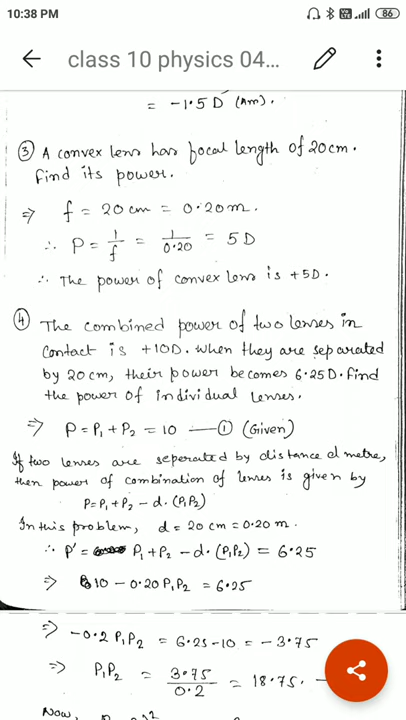 10:38 PM
86
class 10 physics 04...
= -1.5 D (Am).
③ A convex lens has focal length of 20cm.
Find its power.
⇒ f = 20 cm = 0.20 m.
∴ P = 1/f = 1/0.20 = 5 D
∴ The power of convex lens is +5D.
④ The combined power of two lenses in
contact is +10D. When they are separated
by 20 cm, their power becomes 6.25 D. Find
the power of individual lenses.
⇒ P = P₁ + P₂ = 10 —① (Given)
If two lenses are seperated by distance d metre,
then power of combination of lenses is given by
P = P₁ + P₂ - d. (P₁P₂)
In this problem, d = 20 cm = 0.20 m.
∴ P' = P₁ + P₂ - d. (P₁P₂) = 6.25
⇒ 10 - 0.20 P₁P₂ = 6.25
⇒ -0.2 P₁P₂ = 6.25 - 10 = -3.75
⇒ P₁P₂ = 3.75/0.2 = 18.75. -
Now,